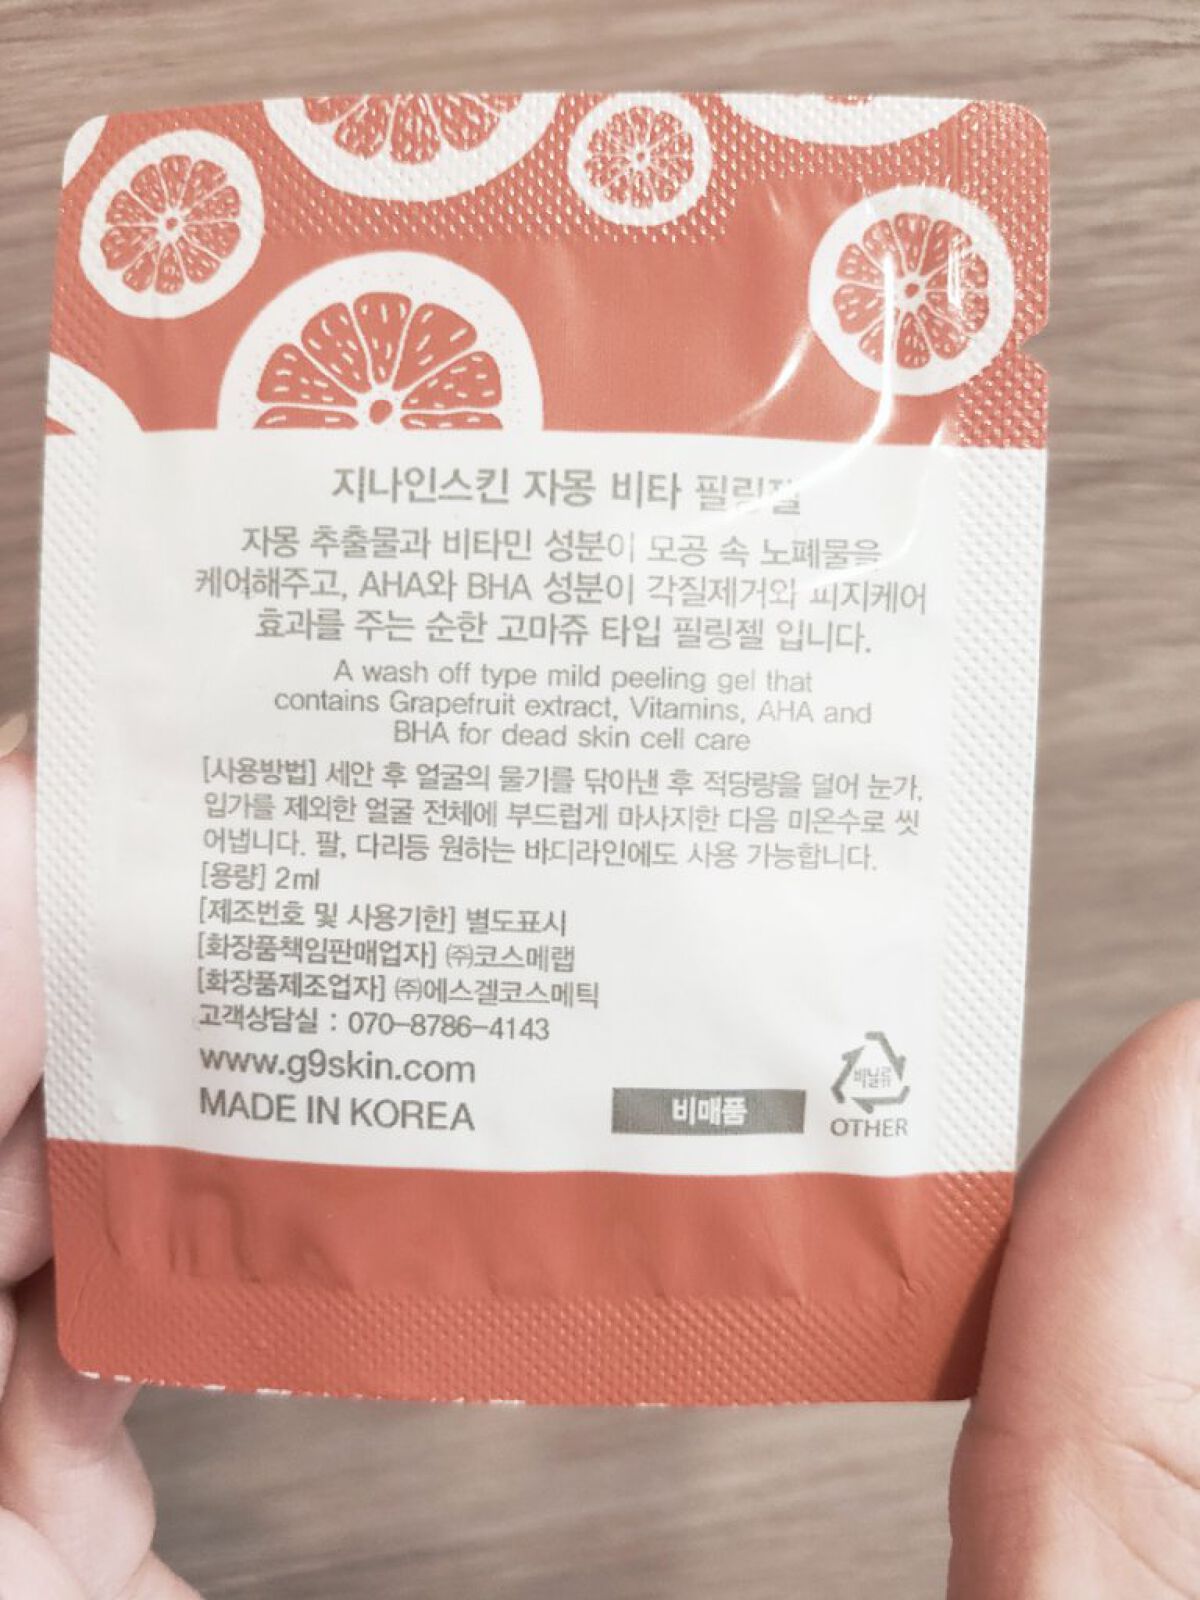 지나인스킨 자몽 비타 필링젤
자몽 추출물과 비타민 성분이 모공 속 노폐물을
케어해주고, AHA와 BHA 성분이 각질제거와 피지케어
효과를 주는 순한 고마쥬 타입 필링젤 입니다.
A wash off type mild peeling gel that
contains Grapefruit extract, Vitamins, AHA and
BHA for dead skin cell care
[사용방법] 세안 후 얼굴의 물기를 닦아낸 후 적당량을 덜어 눈가,
입가를 제외한 얼굴 전체에 부드럽게 마사지한 다음 미온수로 씻
어냅니다. 팔, 다리등 원하는 바디라인에도 사용 가능합니다.
[용량] 2ml
[제조번호 및 사용기한] 별도표시
[화장품책임판매업자] ㈜코스메랩
[화장품제조업자] ㈜에스겔코스메틱
고객상담실 : 070-8786-4143
www.g9skin.com
MADE IN KOREA
비매품
비닐류
OTHER